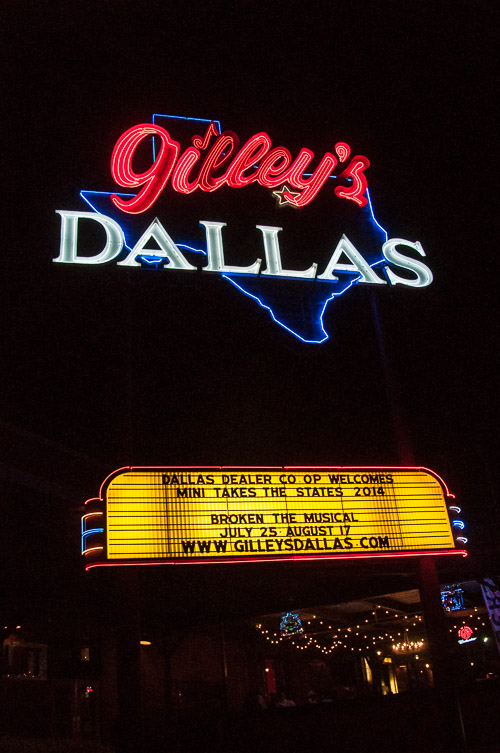 Gilley's
DALLAS
DALLAS DEALER CO OP WELCOMES
MINI TAKES THE STATES 2014
BROKEN THE MUSICAL
JULY 25 AUGUST 17
WWW.GILLEYSDALLAS.COM